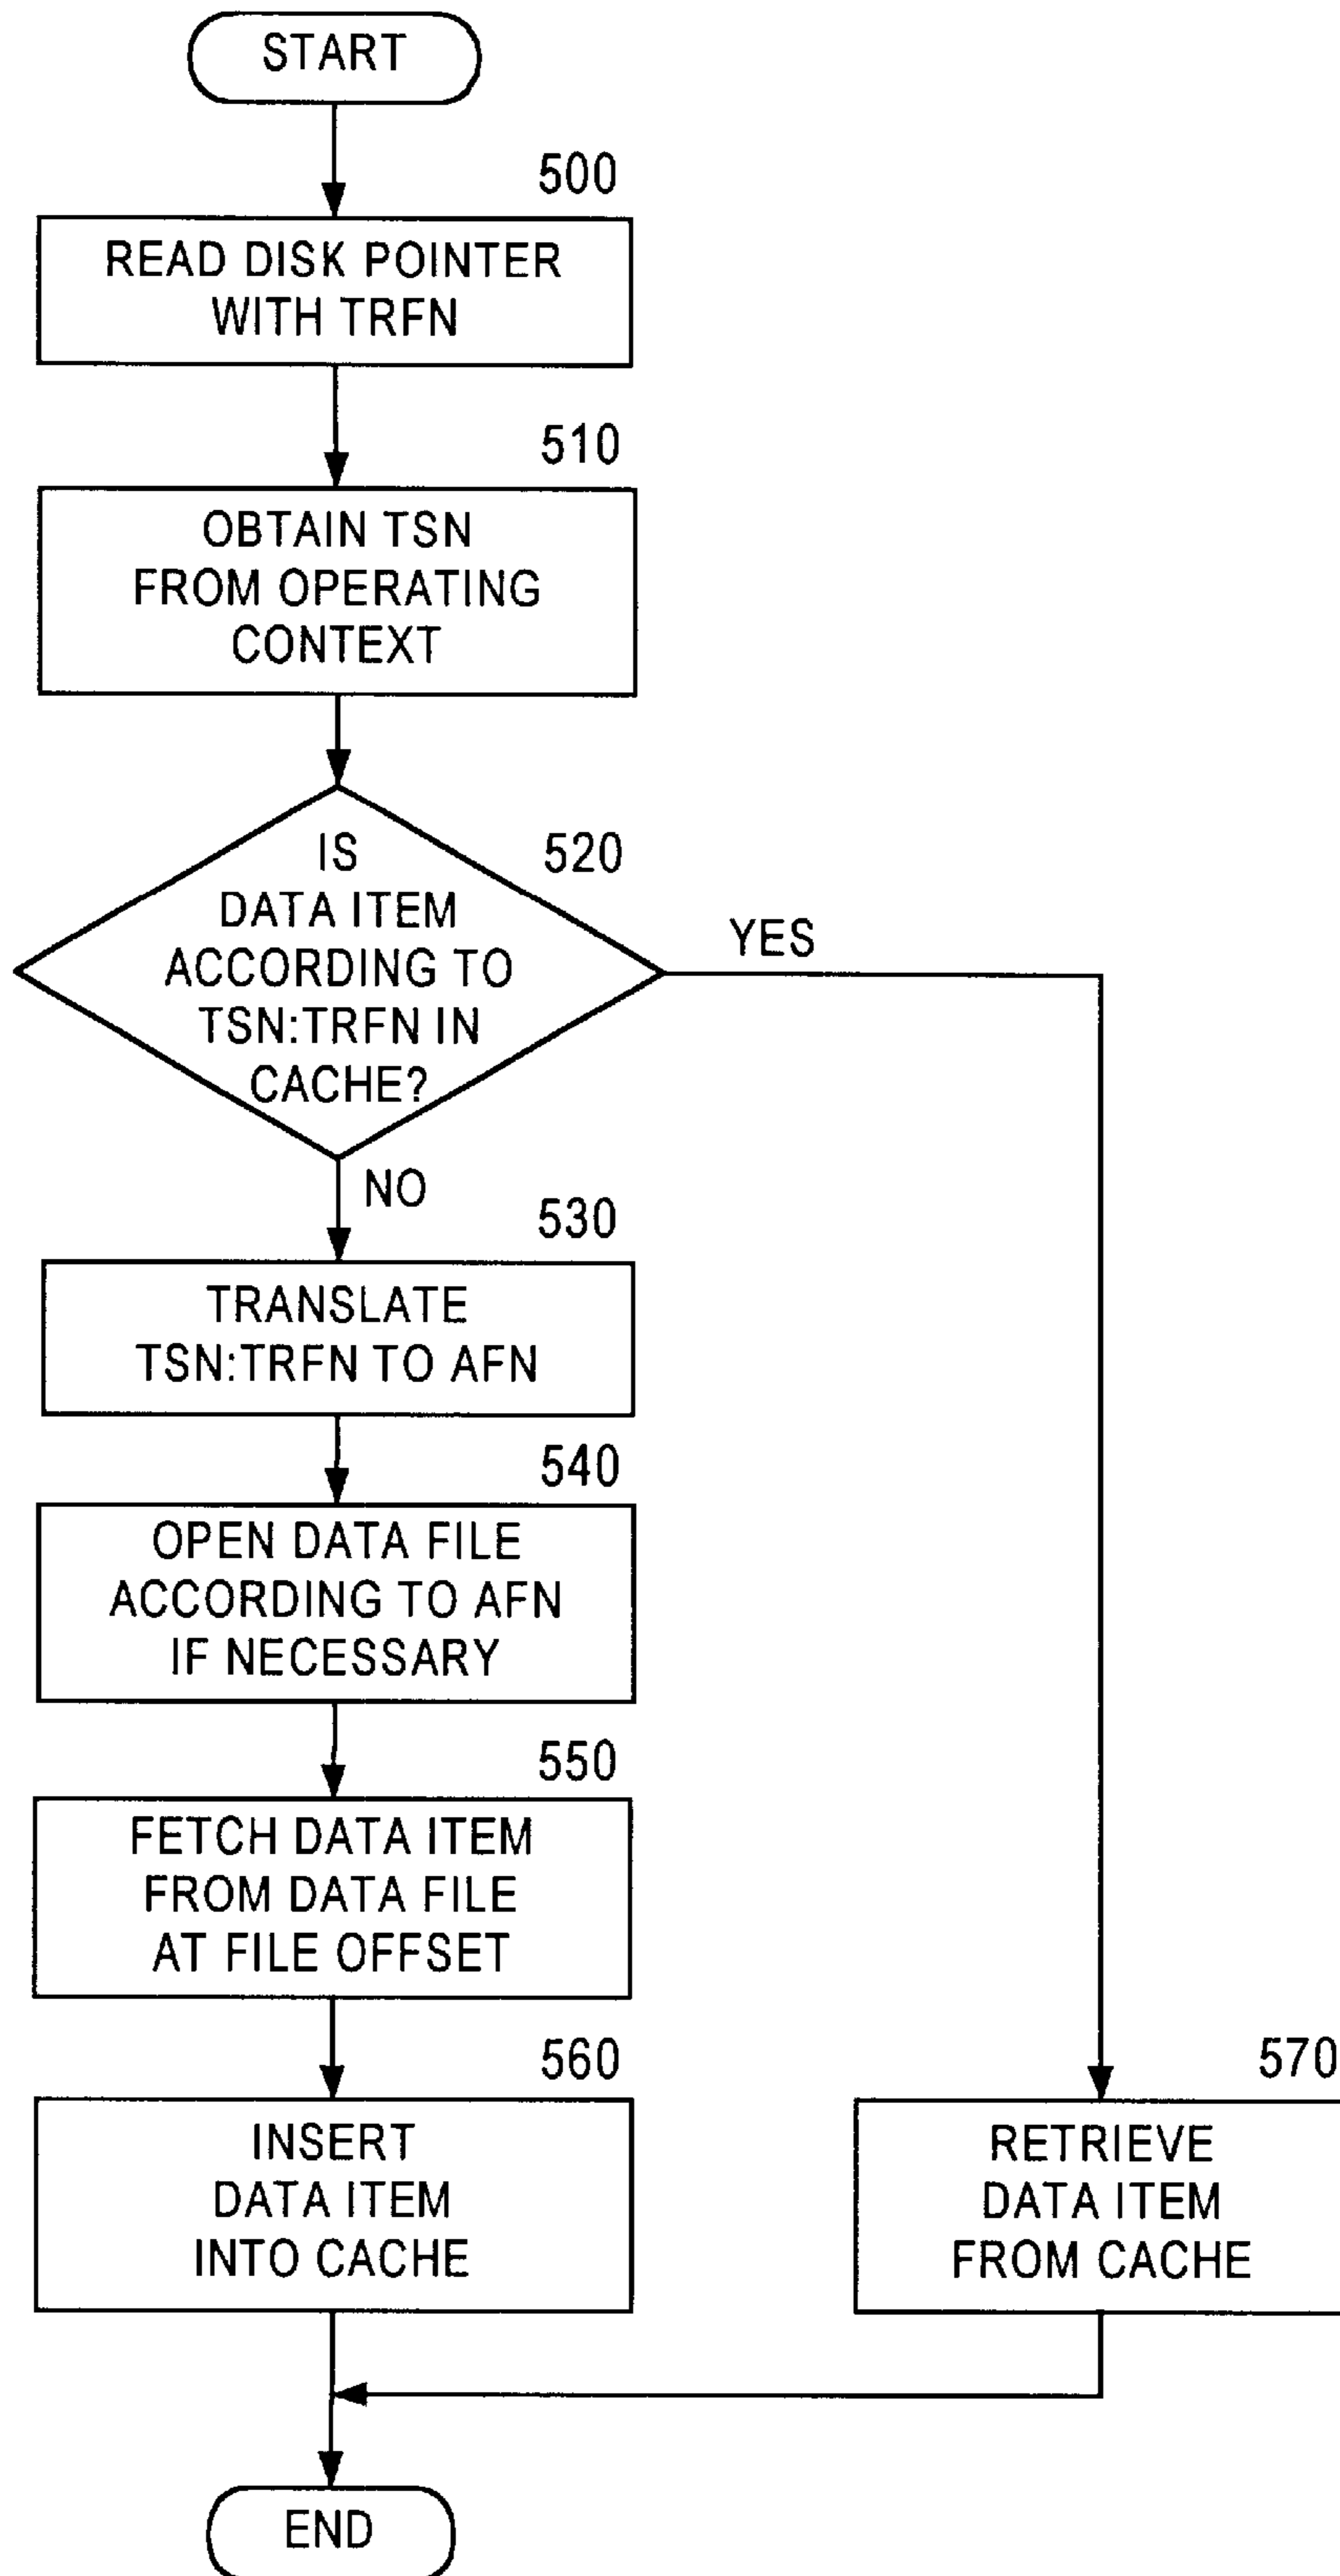 START
500
READ DISK POINTER
WITH TRFN
510
OBTAIN TSN
FROM OPERATING
CONTEXT
520
IS
DATA ITEM
ACCORDING TO
TSN:TRFN IN
CACHE?
YES
NO
530
TRANSLATE
TSN:TRFN TO AFN
540
OPEN DATA FILE
ACCORDING TO AFN
IF NECESSARY
550
FETCH DATA ITEM
FROM DATA FILE
AT FILE OFFSET
560
INSERT
DATA ITEM
INTO CACHE
570
RETRIEVE
DATA ITEM
FROM CACHE
END